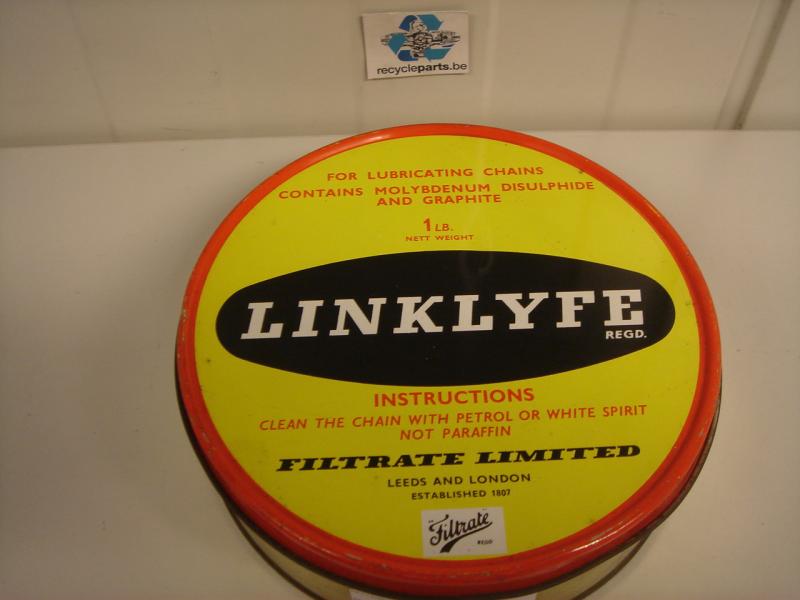 recycleparts.be
FOR LUBRICATING CHAINS
CONTAINS MOLYBDENUM DISULPHIDE
AND GRAPHITE
1 LB.
NETT WEIGHT
LINKLYFE
REGD.
INSTRUCTIONS
CLEAN THE CHAIN WITH PETROL OR WHITE SPIRIT
NOT PARAFFIN
FILTRATE LIMITED
LEEDS AND LONDON
ESTABLISHED 1807
"Filtrate"
REGD